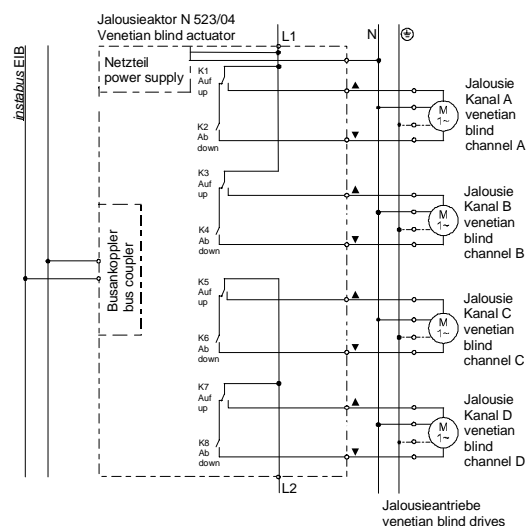 Jalousieaktor N 523/04
Venetian blind actuator
L1
N
instabus EIB
Netzteil
power supply
K1
Auf
up
K2
Ab
down
Jalousie
Kanal A
venetian
blind
channel A
M
1~
K3
Auf
up
K4
Ab
down
Jalousie
Kanal B
venetian
blind
channel B
M
1~
Busankoppler
bus coupler
K5
Auf
up
K6
Ab
down
Jalousie
Kanal C
venetian
blind
channel C
M
1~
K7
Auf
up
K8
Ab
down
Jalousie
Kanal D
venetian
blind
channel D
M
1~
L2
Jalousieantriebe
venetian blind drives